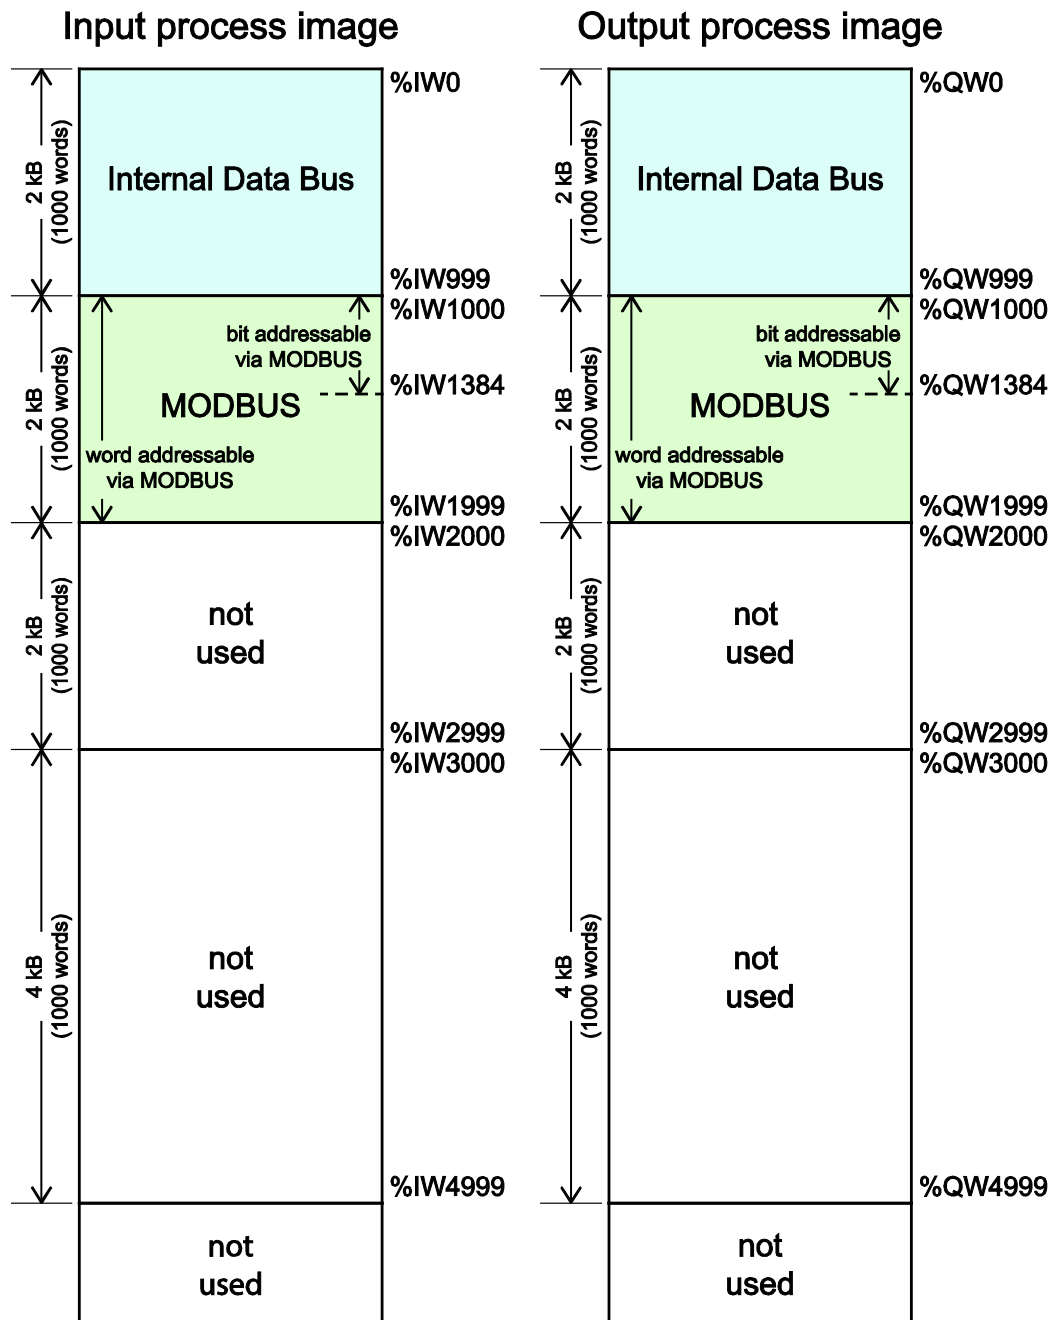 Input process image
%IW0
2 kB
(1000 words)
Internal Data Bus
%IW999
%IW1000
bit addressable
via MODBUS
%IW1384
2 kB
(1000 words)
MODBUS
word addressable
via MODBUS
%IW1999
%IW2000
2 kB
(1000 words)
not
used
%IW2999
%IW3000
4 kB
(1000 words)
not
used
%IW4999
not
used
Output process image
%QW0
2 kB
(1000 words)
Internal Data Bus
%QW999
%QW1000
bit addressable
via MODBUS
%QW1384
2 kB
(1000 words)
MODBUS
word addressable
via MODBUS
%QW1999
%QW2000
2 kB
(1000 words)
not
used
%QW2999
%QW3000
4 kB
(1000 words)
not
used
%QW4999
not
used